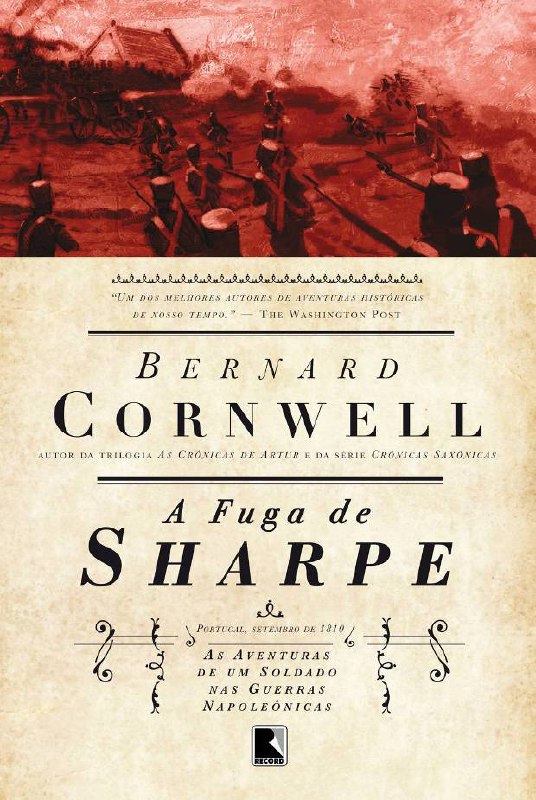 “Um dos melhores autores de aventuras históricas
de nosso tempo.” — The Washington Post
Bernard
Cornwell
autor da trilogia As Crônicas de Artur e da série Crônicas Saxônicas
A Fuga de
Sharpe
Portugal, setembro de 1810
As Aventuras
de um Soldado
nas Guerras
Napoleônicas
RECORD